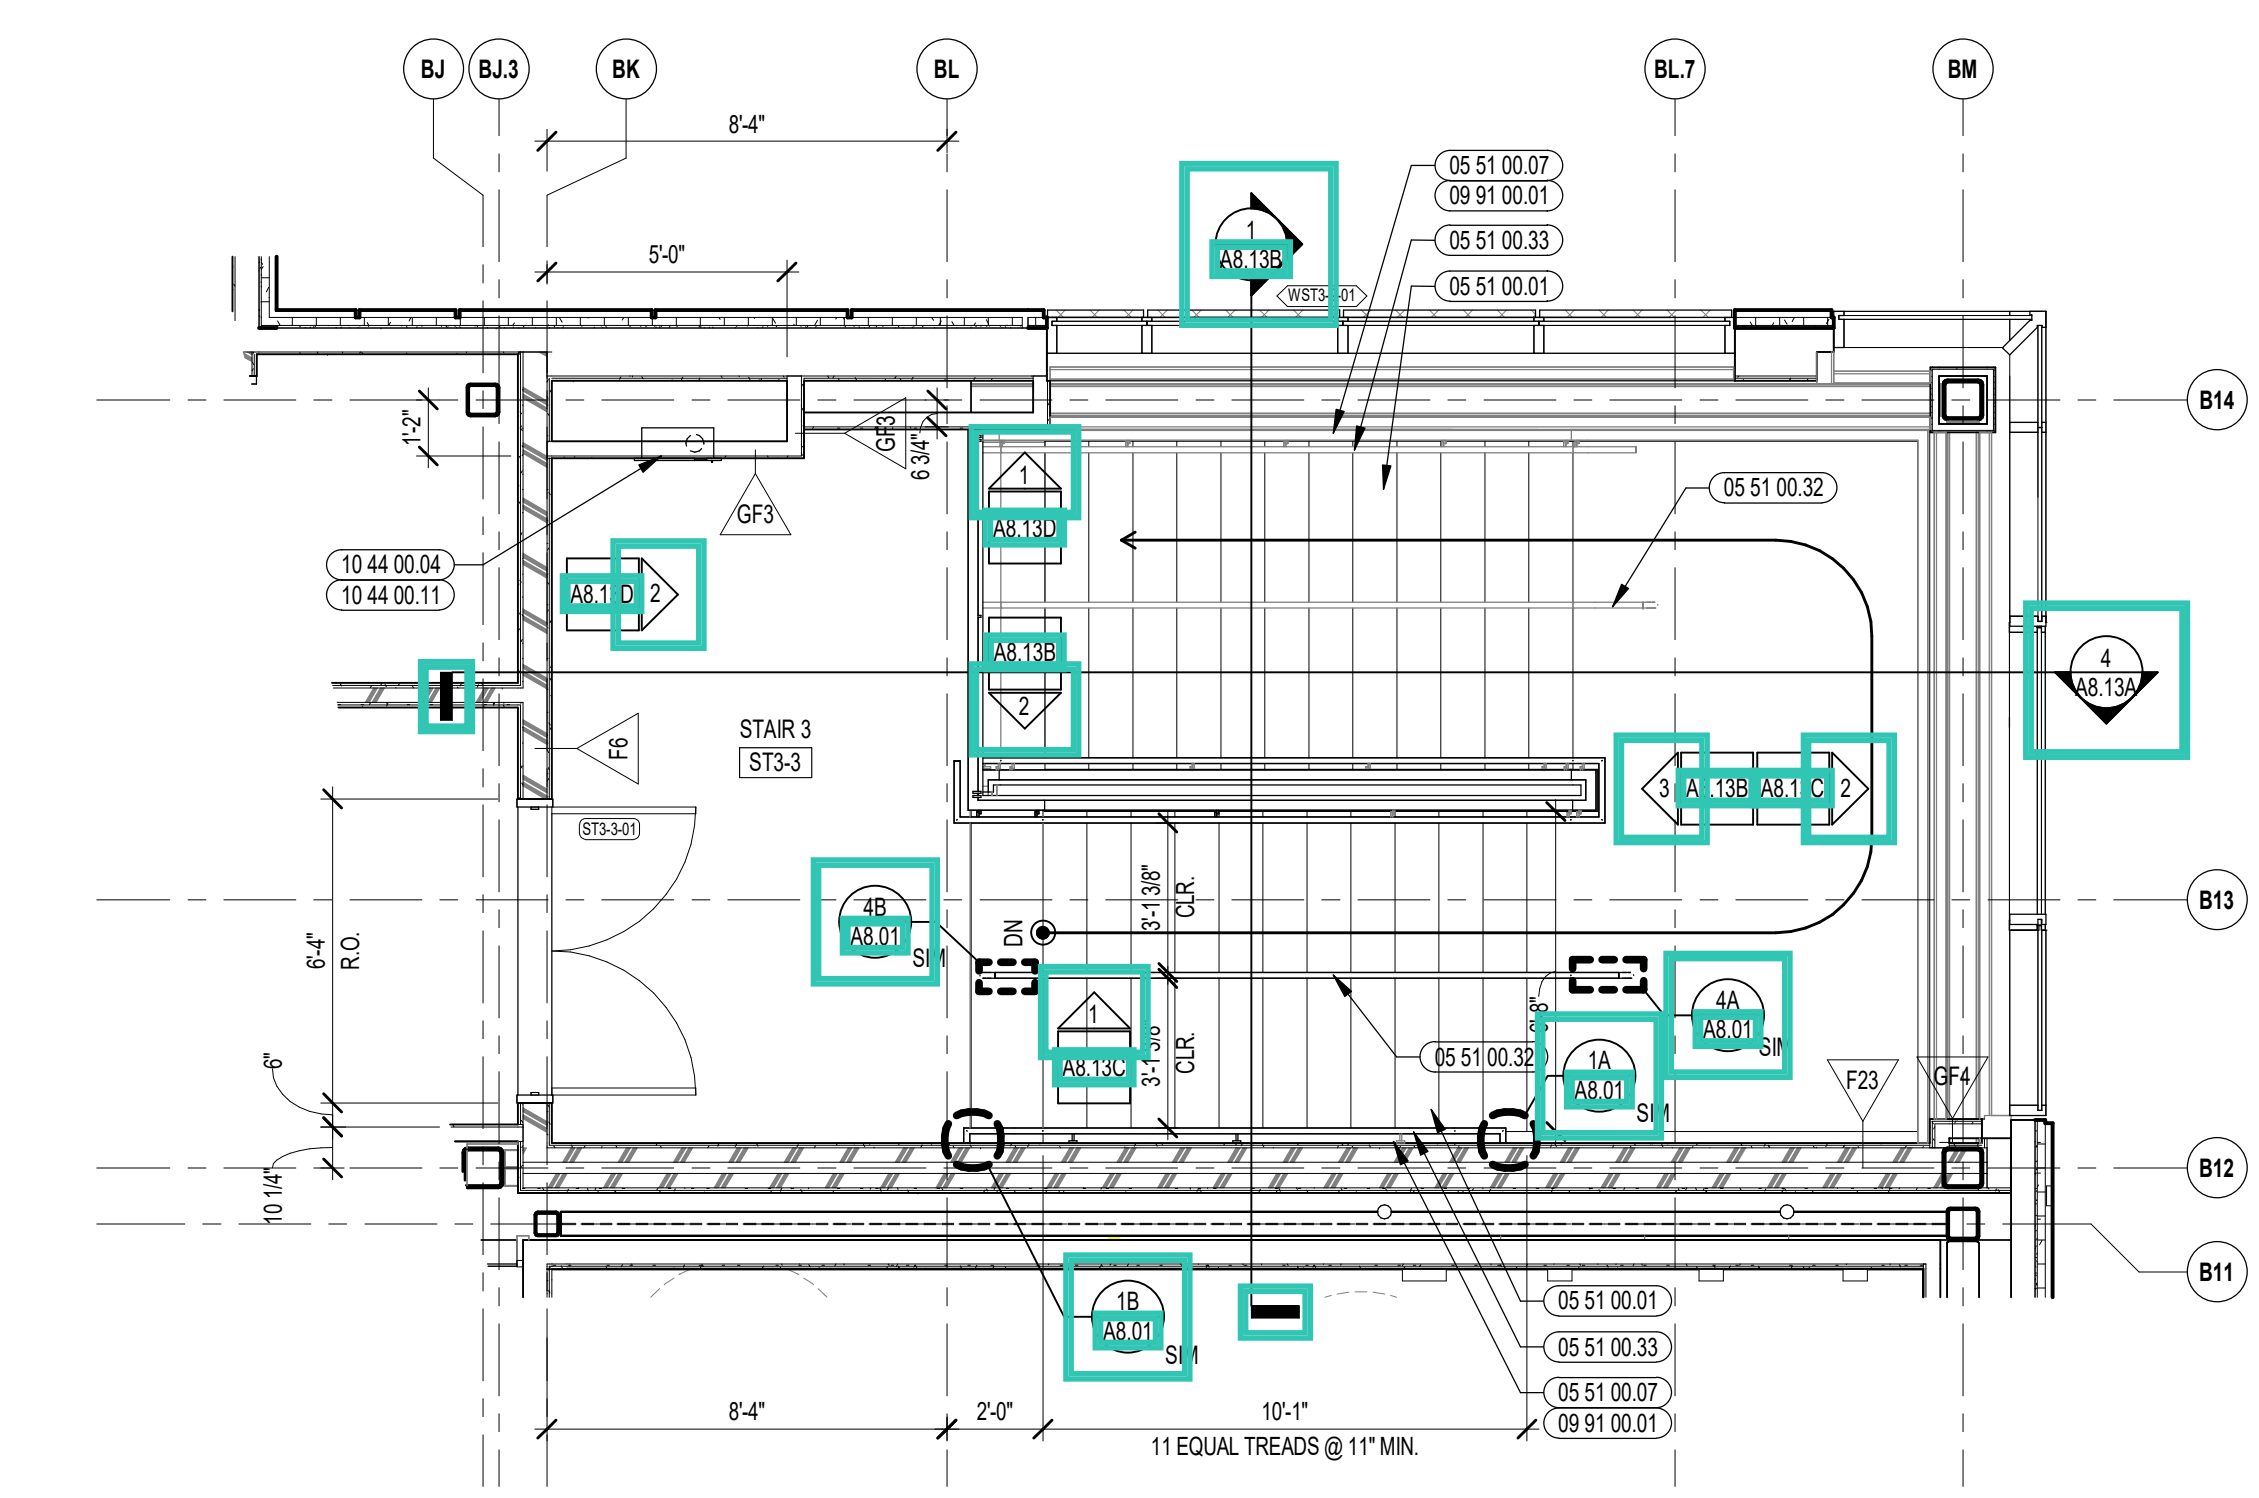 BJ
BJ.3
BK
BL
BL.7
BM
8'-4"
05 51 00.07
09 91 00.01
1
A8.13B
05 51 00.33
5'-0"
05 51 00.01
B14
1'-2"
GF3
6 3/4"
1
A8.13D
05 51 00.32
GF3
10 44 00.04
10 44 00.11
2
A8.13B
2
4
A8.13A
STAIR 3
ST3-3
F6
3
2
ST3-3-01
3'-1 3/8"
CLR.
B13
4B
A8.01
DN
6'-4"
R.O.
4A
A8.01
1
A8.13C
CLR.
05 51 00.32
1A
A8.01
6"
F23
GF4
B12
10 1/4"
B11
1B
A8.01
05 51 00.01
05 51 00.33
05 51 00.07
09 91 00.01
8'-4"
2'-0"
10'-1"
11 EQUAL TREADS @ 11" MIN.